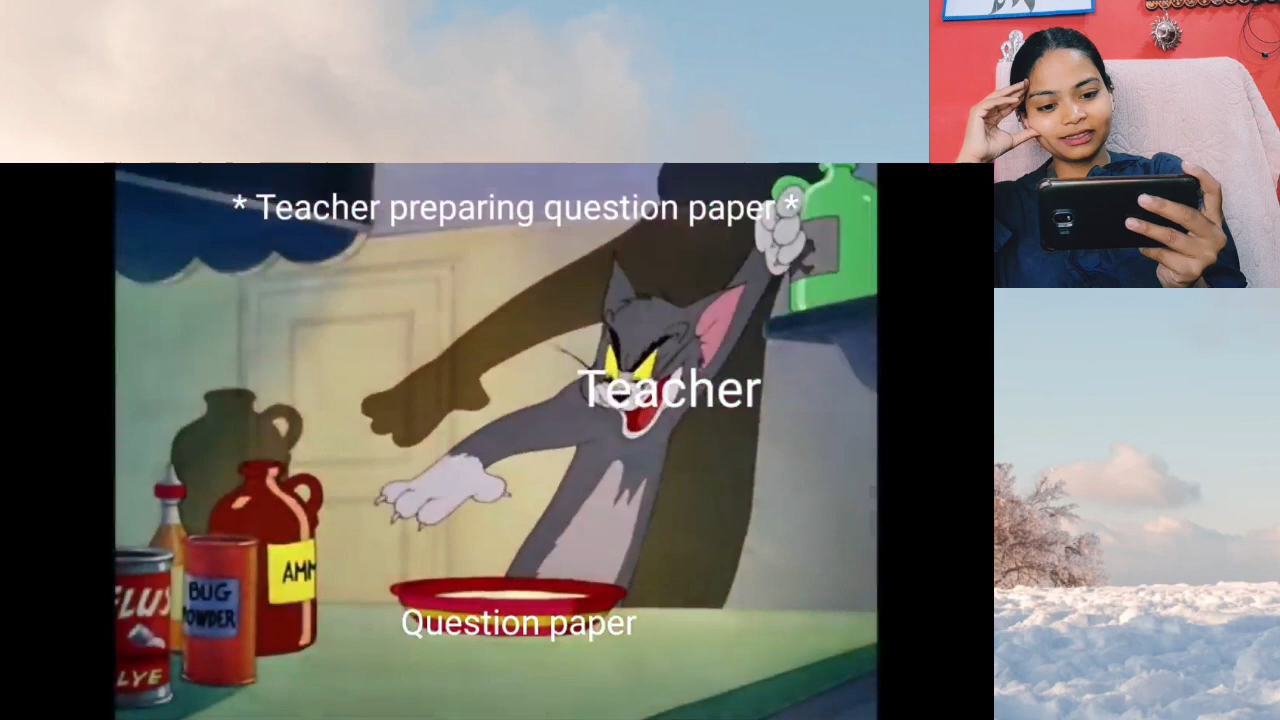 * Teacher preparing question paper *
Teacher
AMM
BUG
POWDER
LYE
Question paper